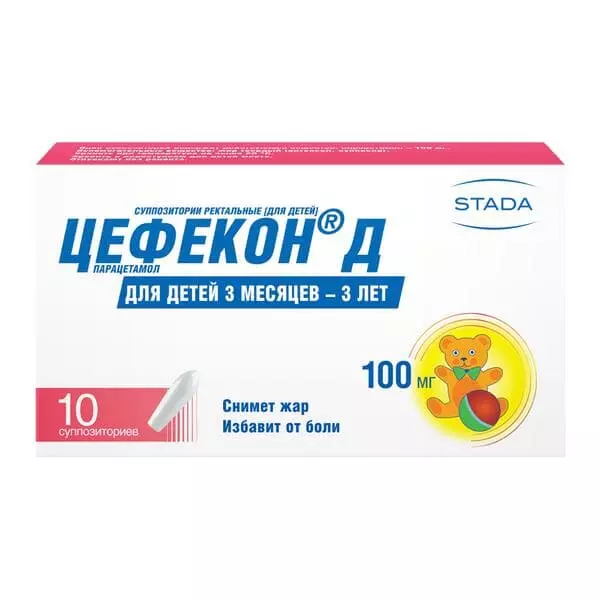 STADA
СУППОЗИТОРИИ РЕКТАЛЬНЫЕ [ДЛЯ ДЕТЕЙ]
ЦЕФЕКОН® Д
ПАРАЦЕТАМОЛ
ДЛЯ ДЕТЕЙ 3 МЕСЯЦЕВ – 3 ЛЕТ
100 мг
10
суппозиториев
Снимет жар
Избавит от боли